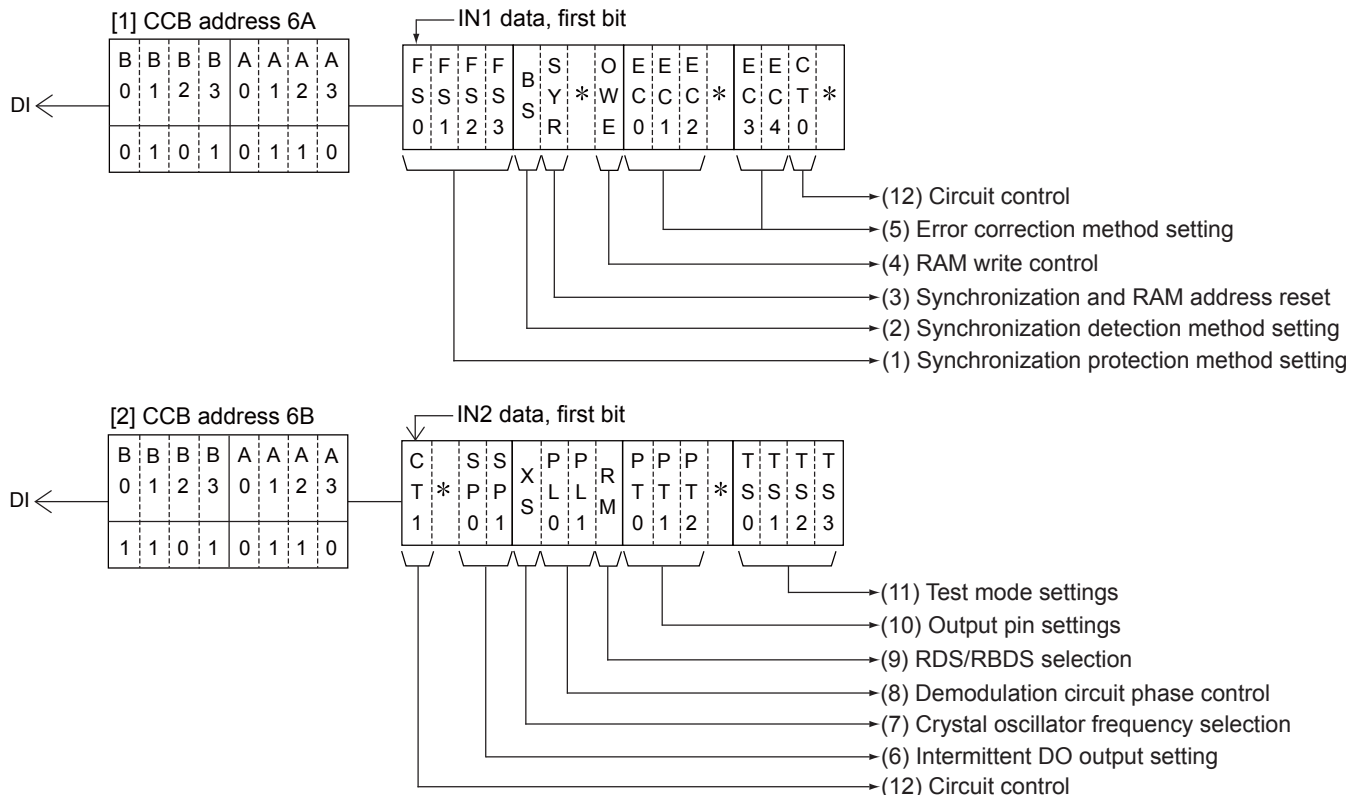 [1] CCB address 6A
IN1 data, first bit
B0 B1 B2 B3 A0 A1 A2 A3
0 1 0 1 0 1 1 0
DI
FS0 FS1 FS2 FS3 BS SYR * OWE EC0 EC1 EC2 * EC3 EC4 CT0 *
(12) Circuit control
(5) Error correction method setting
(4) RAM write control
(3) Synchronization and RAM address reset
(2) Synchronization detection method setting
(1) Synchronization protection method setting
[2] CCB address 6B
IN2 data, first bit
B0 B1 B2 B3 A0 A1 A2 A3
1 1 0 1 0 1 1 0
DI
CT1 * SP0 SP1 XS PL0 PL1 RM PT0 PT1 PT2 * TS0 TS1 TS2 TS3
(11) Test mode settings
(10) Output pin settings
(9) RDS/RBDS selection
(8) Demodulation circuit phase control
(7) Crystal oscillator frequency selection
(6) Intermittent DO output setting
(12) Circuit control